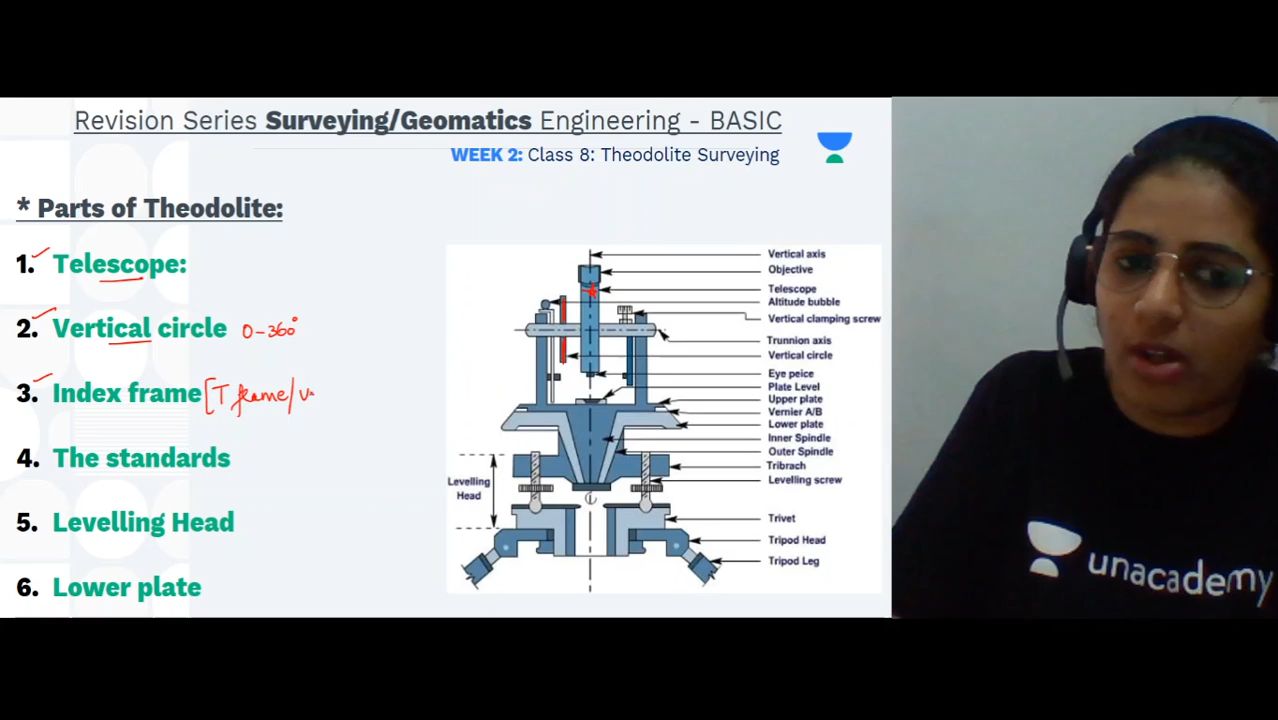 Revision Series Surveying/Geomatics Engineering - BASIC
WEEK 2: Class 8: Theodolite Surveying
* Parts of Theodolite:
1. Telescope:
2. Vertical circle 0-360°
3. Index frame [T frame/
4. The standards
5. Levelling Head
6. Lower plate
Vertical axis
Objective
Telescope
Altitude bubble
Vertical clamping screw
Trunnion axis
Vertical circle
Eye peice
Plate Level
Upper plate
Vernier A/B
Lower plate
Inner Spindle
Outer Spindle
Tribrach
Levelling screw
Levelling
Head
Trivet
Tripod Head
Tripod Leg
unacademy